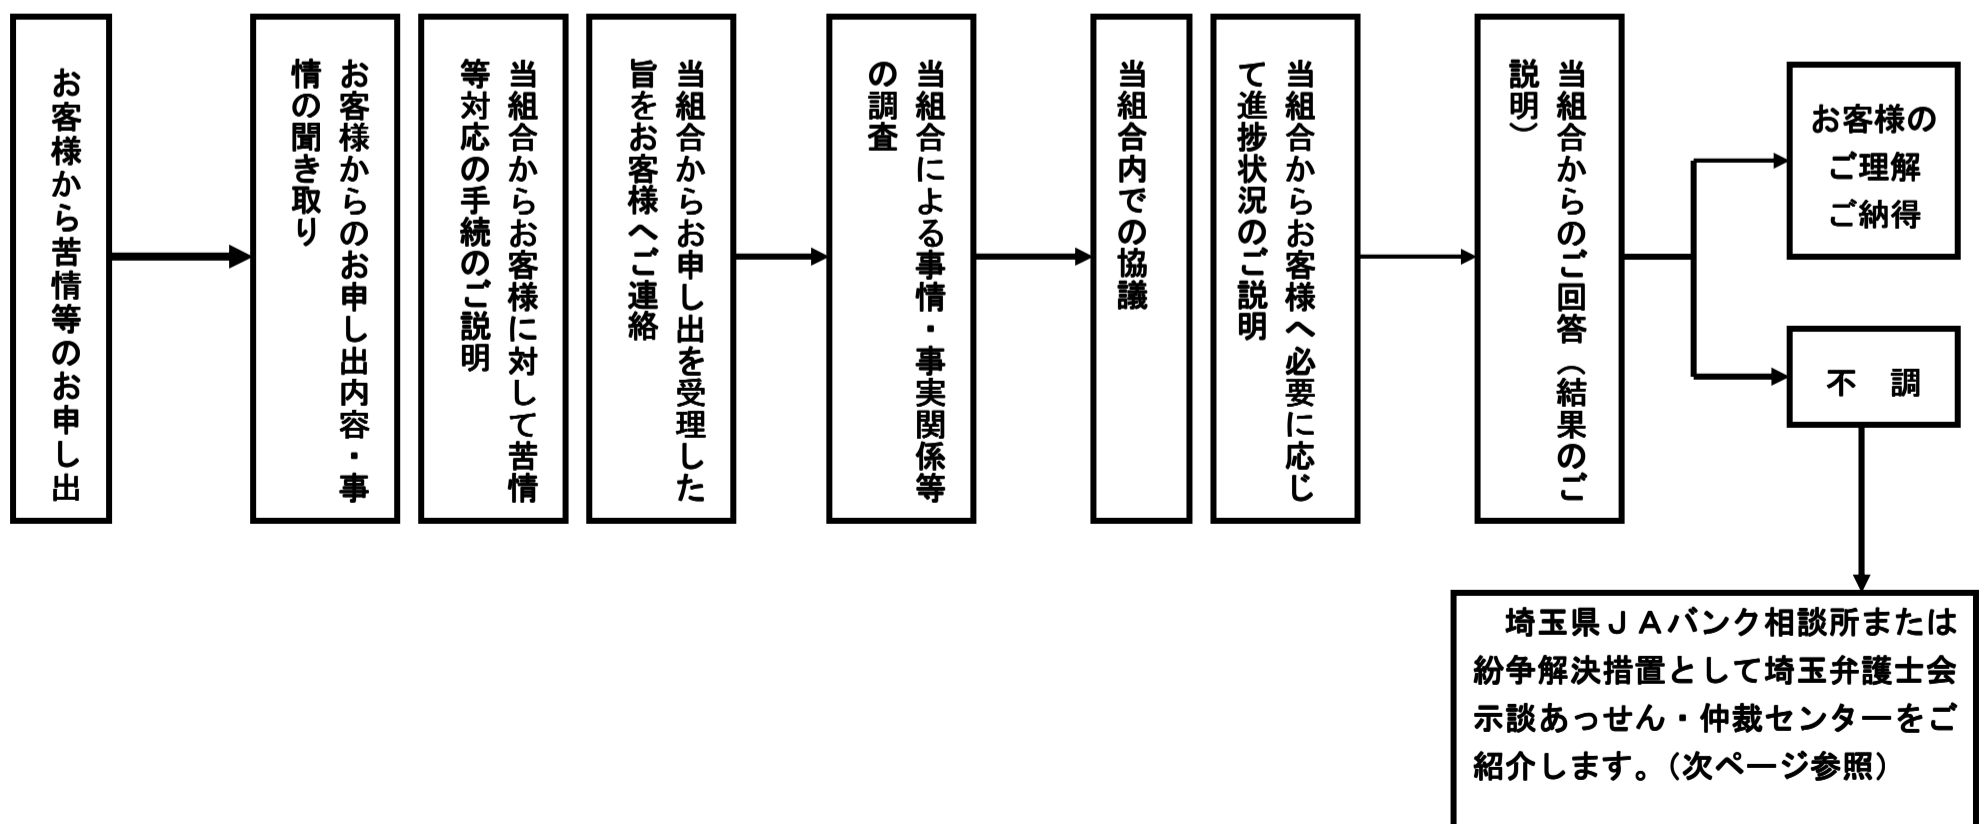 お客様から苦情等のお申し出
お客様からのお申し出内容・事
情の聞き取り
当組合からお客様に対して苦情
等対応の手続のご説明
当組合からお申し出を受理した
旨をお客様へご連絡
当組合による事情・事実関係等
の調査
当組合内での協議
当組合からお客様へ必要に応じ
て進捗状況のご説明
当組合からのご回答（結果のご
説明）
お客様の
ご理解
ご納得
不　調
埼玉県ＪＡバンク相談所または
紛争解決措置として埼玉弁護士会
示談あっせん・仲裁センターをご
紹介します。（次ページ参照）